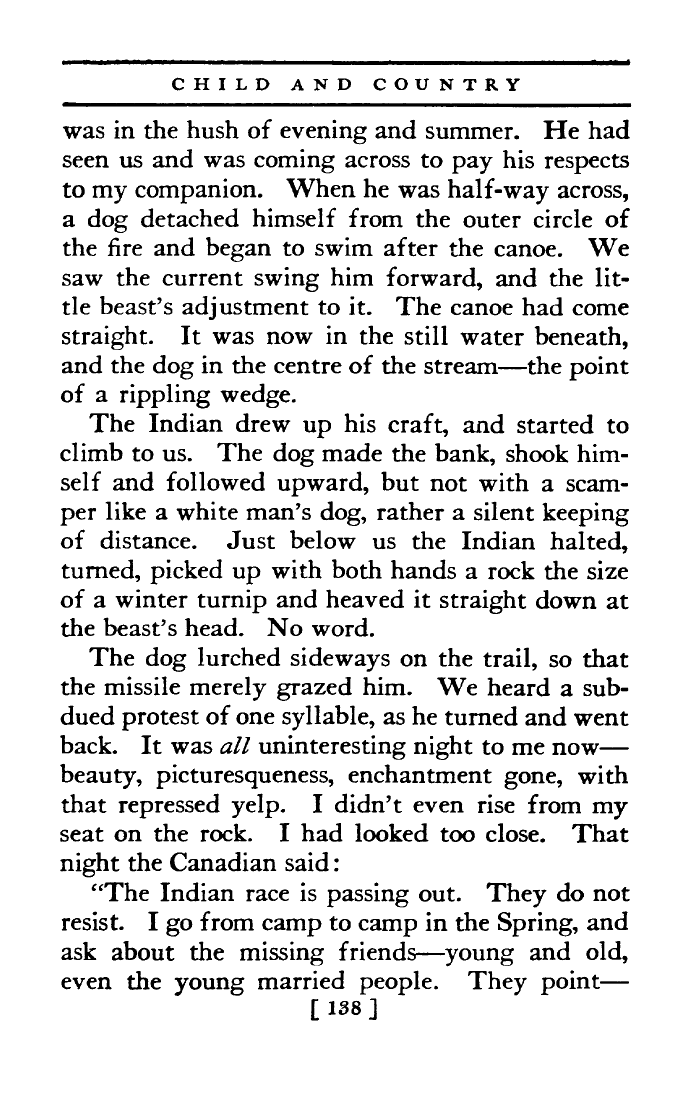 CHILD AND COUNTRY
was in the hush of evening and summer. He had
seen us and was coming across to pay his respects
to my companion. When he was half-way across,
a dog detached himself from the outer circle of
the fire and began to swim after the canoe. We
saw the current swing him forward, and the lit-
tle beast's adjustment to it. The canoe had come
straight. It was now in the still water beneath,
and the dog in the centre of the stream—the point
of a rippling wedge.
The Indian drew up his craft, and started to
climb to us. The dog made the bank, shook him-
self and followed upward, but not with a scam-
per like a white man's dog, rather a silent keeping
of distance. Just below us the Indian halted,
turned, picked up with both hands a rock the size
of a winter turnip and heaved it straight down at
the beast's head. No word.
The dog lurched sideways on the trail, so that
the missile merely grazed him. We heard a sub-
dued protest of one syllable, as he turned and went
back. It was all uninteresting night to me now—
beauty, picturesqueness, enchantment gone, with
that repressed yelp. I didn't even rise from my
seat on the rock. I had looked too close. That
night the Canadian said:
"The Indian race is passing out. They do not
resist. I go from camp to camp in the Spring, and
ask about the missing friends—young and old,
even the young married people. They point—
[ 138 ]